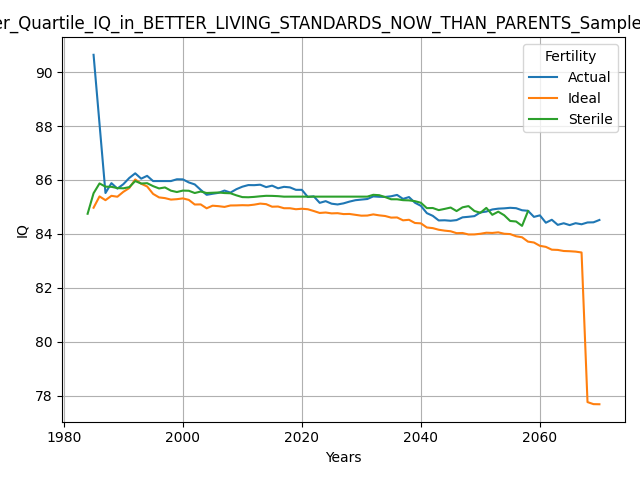 er_Quartile_IQ_in_BETTER_LIVING_STANDARDS_NOW_THAN_PARENTS_Sample
Fertility
Actual
Ideal
Sterile
90
88
86
84
82
80
78
IQ
1980
2000
2020
2040
2060
Years